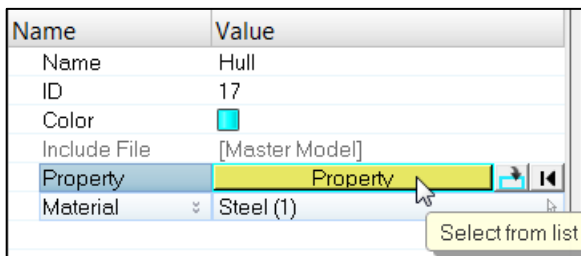 Name Value
Name Hull
ID 17
Color
Include File [Master Model]
Property Property
Material Steel (1)
Select from list